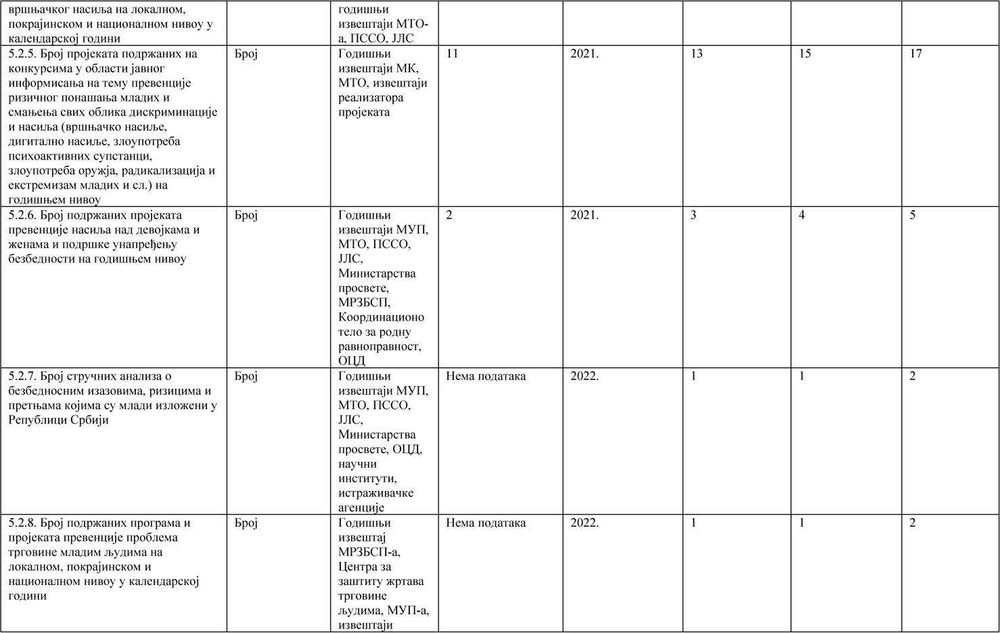 вршњачког насиља на локалном,
покрајинском и националном нивоу у
календарској години
годишњи
извештаји МТО-
а, ПССО, ЈЛС
5.2.5. Број пројеката подржаних на
конкурсима у области јавног
информисања на тему превенције
ризичног понашања младих и
смањења свих облика дискриминације
и насиља (вршњачко насиље,
дигитално насиље, злоупотреба
психоактивних супстанци,
злоупотреба оружја, радикализација и
екстремизам младих и сл.) на
годишњем нивоу
Број
Годишњи
извештаји МК,
МТО, извештаји
реализатора
пројеката
11
2021.
13
15
17
5.2.6. Број подржаних пројеката
превенције насиља над девојкама и
женама и подршке унапређењу
безбедности на годишњем нивоу
Број
Годишњи
извештаји МУП,
МТО, ПССО,
ЈЛС,
Министарства
просвете,
МРЗБСП,
Координационо
тело за родну
равноправност,
ОЦД
2
2021.
3
4
5
5.2.7. Број стручних анализа о
безбедносним изазовима, ризицима и
претњама којима су млади изложени у
Републици Србији
Број
Годишњи
извештаји МУП,
МТО, ПССО,
ЈЛС,
Министарства
просвете, ОЦД,
научни
институти,
истраживачке
агенције
Нема података
2022.
1
1
2
5.2.8. Број подржаних програма и
пројеката превенције проблема
трговине младим људима на
локалном, покрајинском и
националном нивоу у календарској
години
Број
Годишњи
извештај
МРЗБСП-а,
Центра за
заштиту жртава
трговине
људима, МУП-а,
извештаји
Нема података
2022.
1
1
2